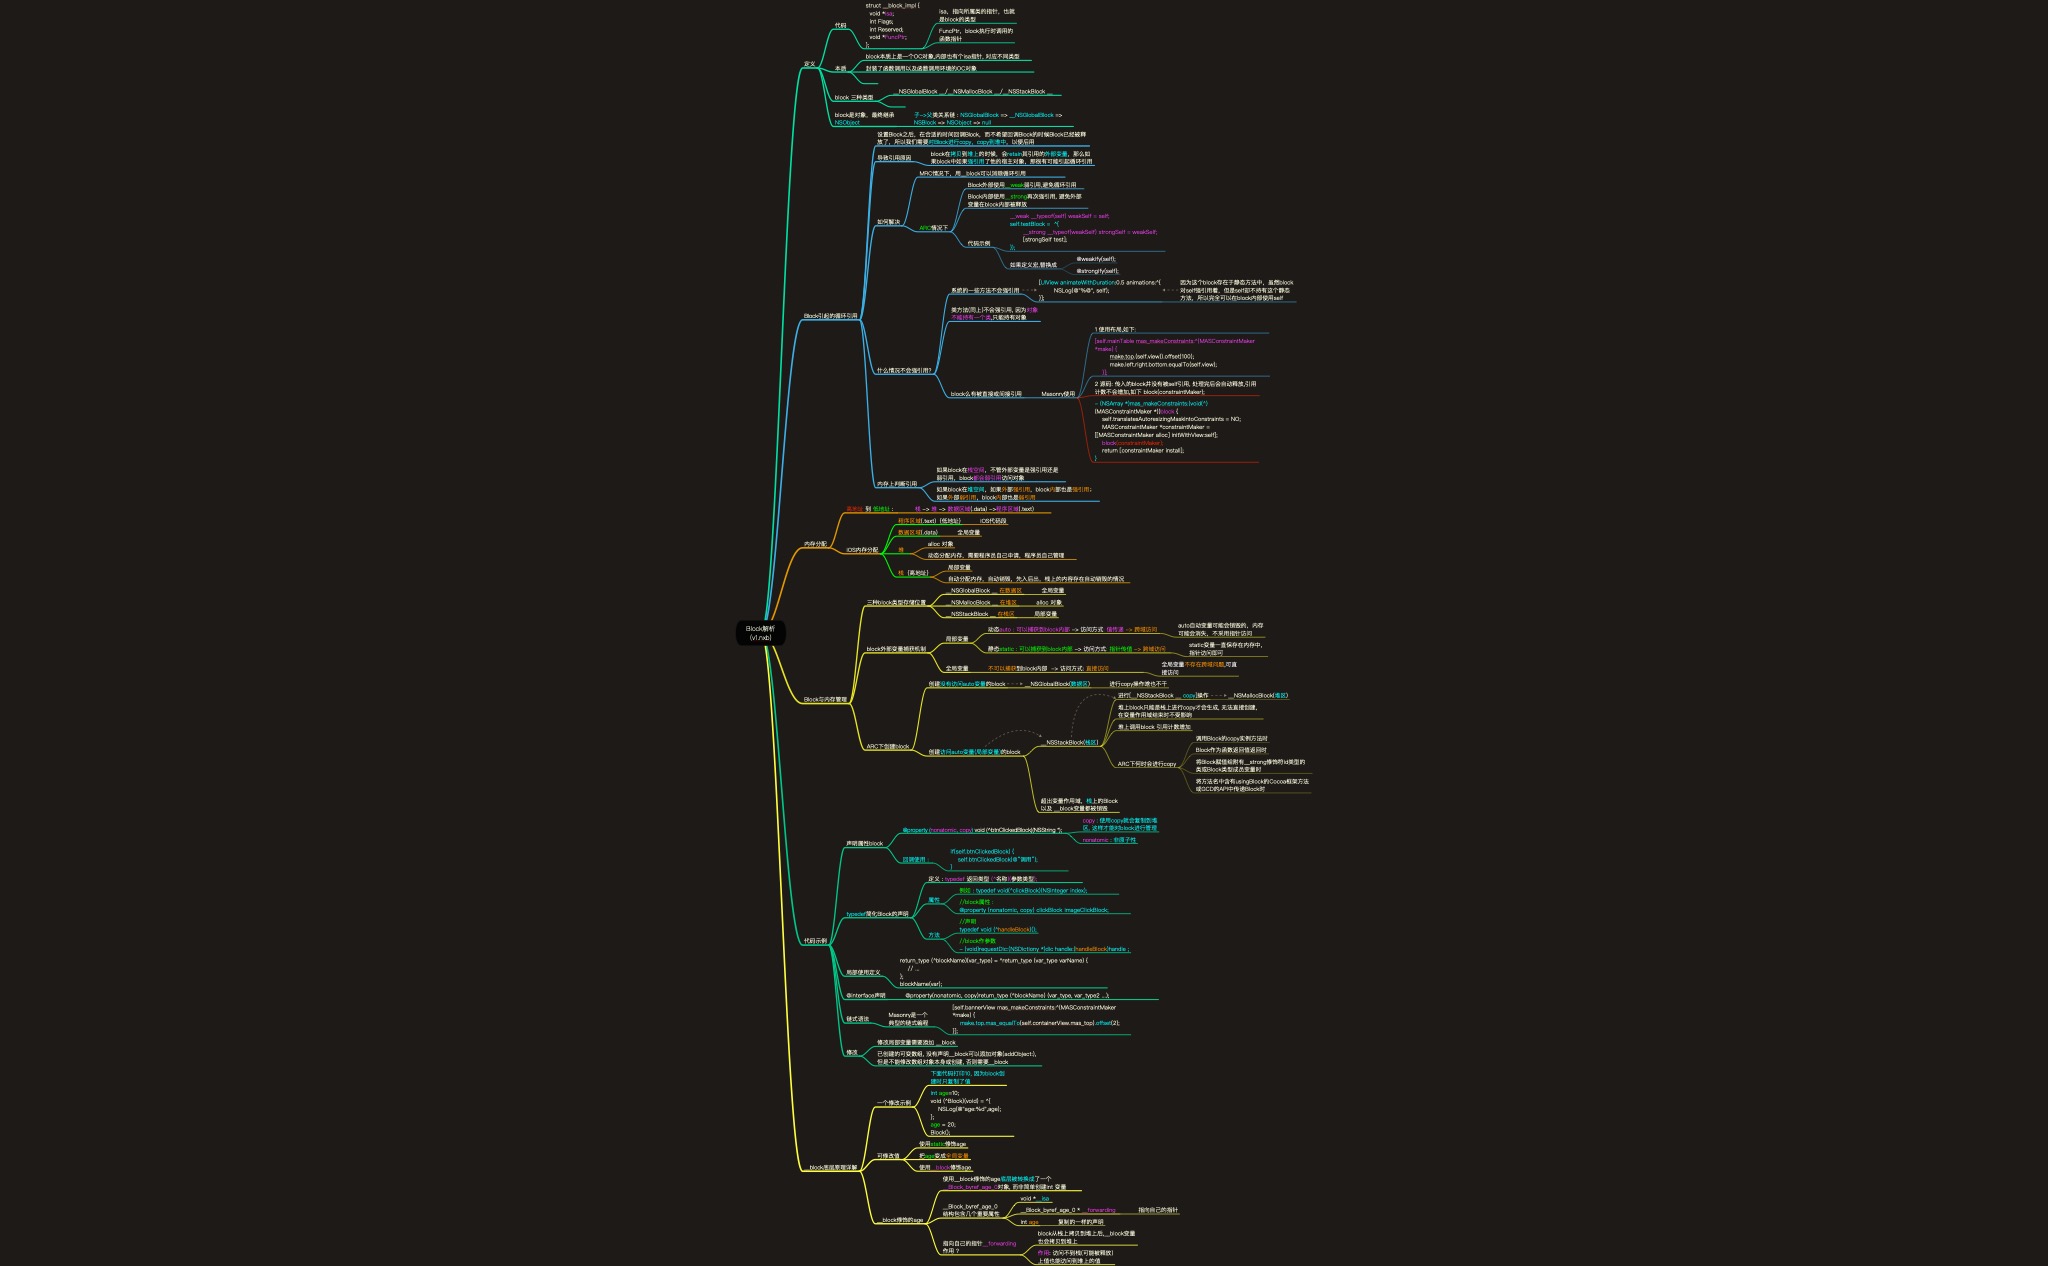 struct __block_impl {
void *isa;
int Flags;
int Reserved;
void *FuncPtr;
};
代码
isa，指向所属类的指针，也就
是block的类型
FuncPtr，block执行时调用的
函数指针
定义
本质
block本质上是一个OC对象,内部也有个isa指针, 对应不同类型
封装了函数调用以及函数调用环境的OC对象
block 三种类型
__NSGlobalBlock __/__NSMallocBlock __/__NSStackBlock __
block是对象，最终继承
NSObject
子->父类关系链 : NSGlobalBlock => __NSGlobalBlock =>
NSBlock => NSObject => null
设置Block之后，在合适的时间回调Block，而不希望回调Block的时候Block已经被释
放了，所以我们需要对Block进行copy，copy到堆中，以便后用
导致引用原因
block在拷贝到堆上的时候，会retain其引用的外部变量，那么如
果block中如果强引用了他的宿主对象，那很有可能引起循环引用
MRC情况下，用__block可以消除循环引用
如何解决
ARC情况下
Block外部使用__weak弱引用,避免循环引用
Block内部使用__strong再次强引用, 避免外部
变量在block内部被释放
代码示例
__weak __typeof(self) weakSelf = self;
self.testBlock = ^{
__strong __typeof(weakSelf) strongSelf = weakSelf;
[strongSelf test];
});
如果定义宏,替换成
@weakify(self);
@strongify(self);
Block引起的循环引用
什么情况不会强引用?
系统的一些方法不会强引用
[UIView animateWithDuration:0.5 animations:^{
NSLog(@"%@", self);
}];
因为这个block存在于静态方法中，虽然block
对self强引用着，但是self却不持有这个静态
方法，所以完全可以在block内部使用self
类方法(同上)不会强引用, 因为对象
不能持有一个类,只能持有对象
block么有被直接或间接引用
Masonry使用
1 使用布局,如下:
[self.mainTable mas_makeConstraints:^(MASConstraintMaker
*make) {
make.top.(self.view().offset(100);
make.left.right.bottom.equalTo(self.view);
}]
2 源码: 传入的block并没有被self引用, 处理完后会自动释放,引用
计数不会增加,如下 block(constraintMaker);
- (NSArray *)mas_makeConstraints:(void(^)
(MASConstraintMaker *))block {
self.translatesAutoresizingMaskIntoConstraints = NO;
MASConstraintMaker *constraintMaker =
[[MASConstraintMaker alloc] initWithView:self];
block(constraintMaker)
return [constraintMaker install];
}
内存上判断引用
如果block在栈空间，不管外部变量是强引用还是
弱引用，block都会弱引用访问对象
如果block在堆空间，如果外部强引用，block内部也是强引用;
如果外部弱引用，block内部也是弱引用
内存分配
高地址 到 低地址 :
栈 -> 堆 -> 数据区域(.data) ->程序区域(.text)
iOS内存分配
程序区域(.text)（低地址）
iOS代码段
数据区域(.data)
全局变量
堆
alloc 对象
动态分配内存，需要程序员自己申请，程序员自己管理
栈（高地址）
局部变量
自动分配内存，自动销毁，先入后出，栈上的内容存在自动销毁的情况
Block解析
(v1.nxb)
Block与内存管理
三种block类型存储位置
__NSGlobalBlock __ 在数据区
全局变量
__NSMallocBlock __ 在堆区
alloc 对象
__NSStackBlock __ 在栈区
局部变量
block外部变量捕获机制
局部变量
动态auto : 可以捕获到block内部 -> 访问方式: 值传递 -> 跨域访问
auto自动变量可能会销毁的，内存
可能会消失，不采用指针访问
静态static : 可以捕获到block内部 -> 访问方式: 指针传值 -> 跨域访问
static变量一直保存在内存中，
指针访问即可
全局变量
不可以捕获到block内部 -> 访问方式: 直接访问
全局变量不存在跨域问题,可直
接访问
ARC下创建block
创建没有访问auto变量的block
__NSGlobalBlock(数据区)
进行copy操作啥也不干
创建访问auto变量(局部变量)的block
__NSStackBlock(栈区)
进行[__NSStackBlock __ copy]操作
__NSMallocBlock(堆区)
堆上block只能是栈上进行copy才会生成, 无法直接创建，
在变量作用域结束时不受影响
堆上调用block 引用计数增加
ARC下何时会进行copy
调用Block的copy实例方法时
Block作为函数返回值返回时
将Block赋值给附有__strong修饰符id类型的
类或Block类型成员变量时
将方法名中含有usingBlock的Cocoa框架方法
或GCD的API中传递Block时
超出变量作用域，栈上的Block
以及 __block变量都被销毁
代码示例
声明属性block
@property (nonatomic, copy) void (^btnClickedBlock)(NSString *);
copy : 使用copy就会复制到堆
区, 这样才能对block进行管理
nonatomic : 非原子性
回调使用 :
if(self.btnClickedBlock) {
self.btnClickedBlock(@"调用");
}
typedef简化Block的声明
定义 : typedef 返回类型 (^名称)(参数类型);
属性
例如 : typedef void(^clickBlock)(NSInteger index);
//block属性 :
@property (nonatomic, copy) clickBlock imageClickBlock;
方法
//声明
typedef void (^handleBlock)();
//block作参数
- (void)requestDic:(NSDictiony *)dic handle:(handleBlock)handle ;
局部使用定义
return_type (^blockName)(var_type) = ^return_type (var_type varName) {
// ...
};
blockName(var);
@interface声明
@property(nonatomic, copy)return_type (^blockName) (var_type, var_type2 ...);
链式语法
Masonry是一个
典型的链式编程
[self.bannerView mas_makeConstraints:^(MASConstraintMaker
*make) {
make.top.mas_equalTo(self.containerView.mas_top).offset(2);
}];
修改
修改局部变量需要添加 __block
已创建的可变数组, 没有声明__block可以添加对象(addObject:),
但是不能修改数组对象本身或创建, 否则需要__block
__block底层原理详解
一个修改示例
下面代码打印10, 因为block创
建时只复制了值
int age=10;
void (^Block)(void) = ^{
NSLog(@"age:%d",age);
};
age = 20;
Block();
可修改值
使用static修饰age
把age变成全局变量
使用__block修饰age
__block修饰的age
使用__block修饰的age底层被转换成了一个
__Block_byref_age_0对象, 而非简单创建int 变量
__Block_byref_age_0
结构包含几个重要属性
void *__isa
__Block_byref_age_0 *__forwarding
指向自己的指针
int age
复制的一样的声明
指向自己的指针__forwarding
作用 ?
block从栈上拷贝到堆上后,__block变量
也会拷贝到堆上
作用: 访问不到栈(可能被释放)
上值也能访问到堆上的值